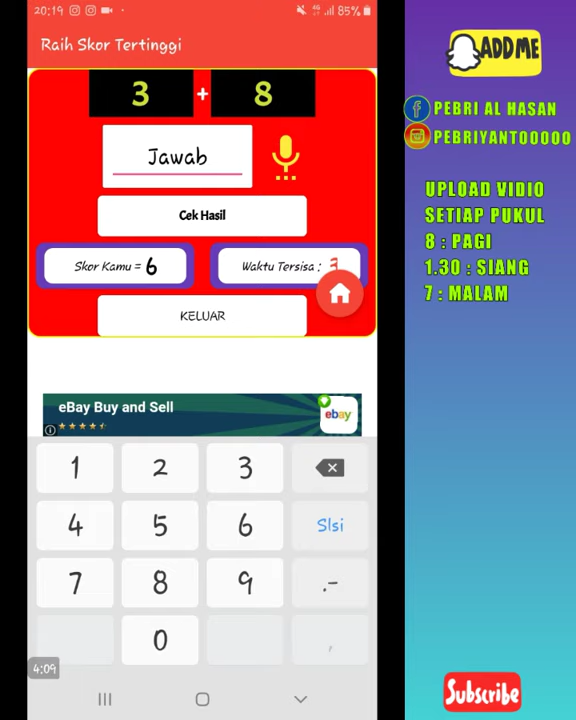 20:19
85%
Raih Skor Tertinggi
3 + 8
Jawab
Cek Hasil
Skor Kamu = 6
Waktu Tersisa :
KELUAR
eBay Buy and Sell
ebay
1 2 3
4 5 6 Slsi
7 8 9 .-
0 ,
4:09
ADD ME
PEBRI AL HASAN
PEBRIYANTOOOOO
UPLOAD VIDIO
SETIAP PUKUL
8 : PAGI
1.30 : SIANG
7 : MALAM
Subscribe